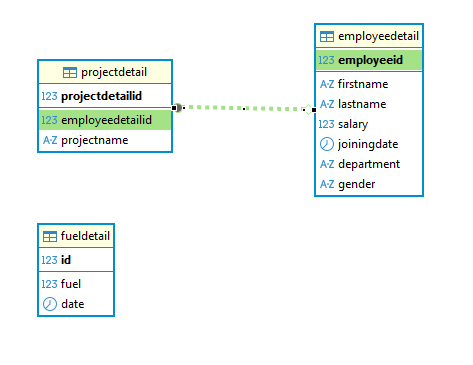 projectdetail
123 projectdetailid
123 employeedetailid
A-Z projectname
employeedetail
123 employeeid
A-Z firstname
A-Z lastname
123 salary
joiningdate
A-Z department
A-Z gender
fueldetail
123 id
123 fuel
date